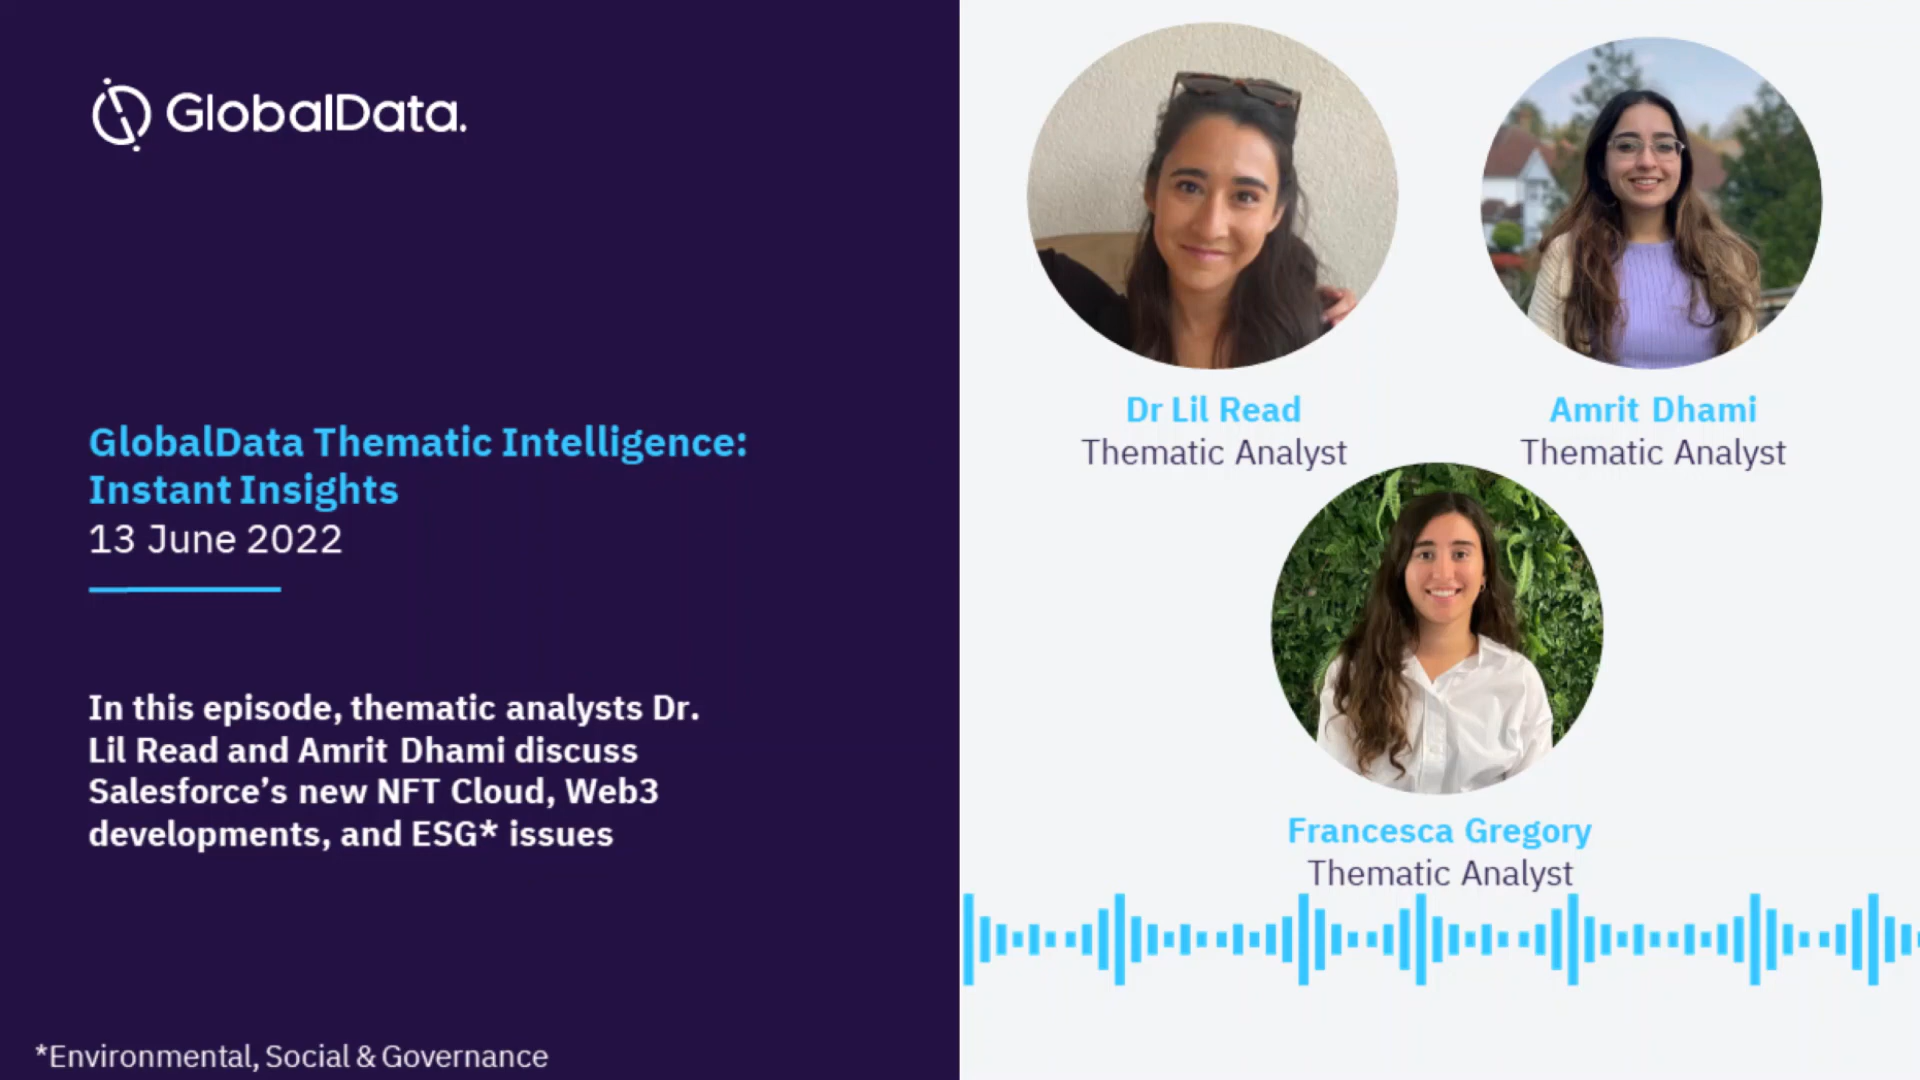 GlobalData.
GlobalData Thematic Intelligence:
Instant Insights
13 June 2022
In this episode, thematic analysts Dr.
Lil Read and Amrit Dhami discuss
Salesforce’s new NFT Cloud, Web3
developments, and ESG* issues
*Environmental, Social & Governance
Dr Lil Read
Thematic Analyst
Amrit Dhami
Thematic Analyst
Francesca Gregory
Thematic Analyst